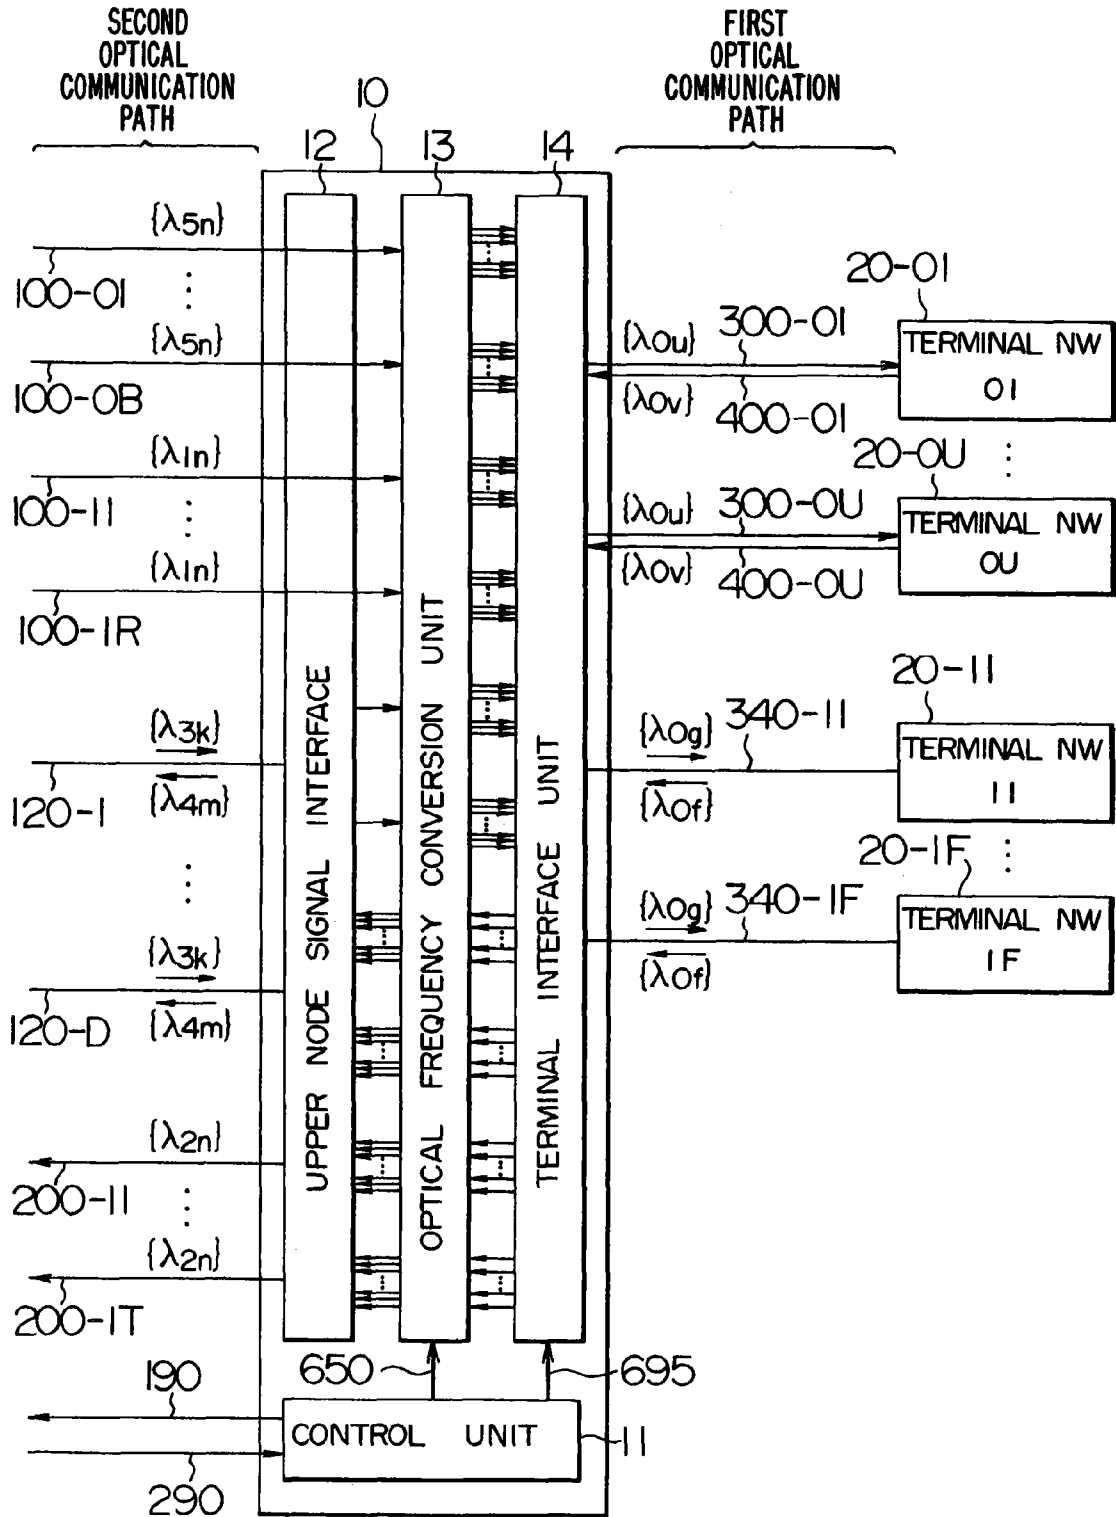 SECOND
OPTICAL
COMMUNICATION
PATH
FIRST
OPTICAL
COMMUNICATION
PATH
10
12
13
14
{λ5n}
100-01
{λ5n}
100-0B
{λ1n}
100-11
{λ1n}
100-1R
{λ3k}
120-1
{λ4m}
{λ3k}
120-D
{λ4m}
{λ2n}
200-11
{λ2n}
200-1T
190
290
UPPER NODE SIGNAL INTERFACE
OPTICAL FREQUENCY CONVERSION UNIT
TERMINAL INTERFACE UNIT
650
695
CONTROL UNIT
11
20-01
{λ0u}
300-01
TERMINAL NW
01
{λ0v}
400-01
20-0U
{λ0u}
300-0U
TERMINAL NW
0U
{λ0v}
400-0U
20-11
{λ0g}
340-11
TERMINAL NW
11
{λ0f}
20-1F
{λ0g}
340-1F
TERMINAL NW
1F
{λ0f}